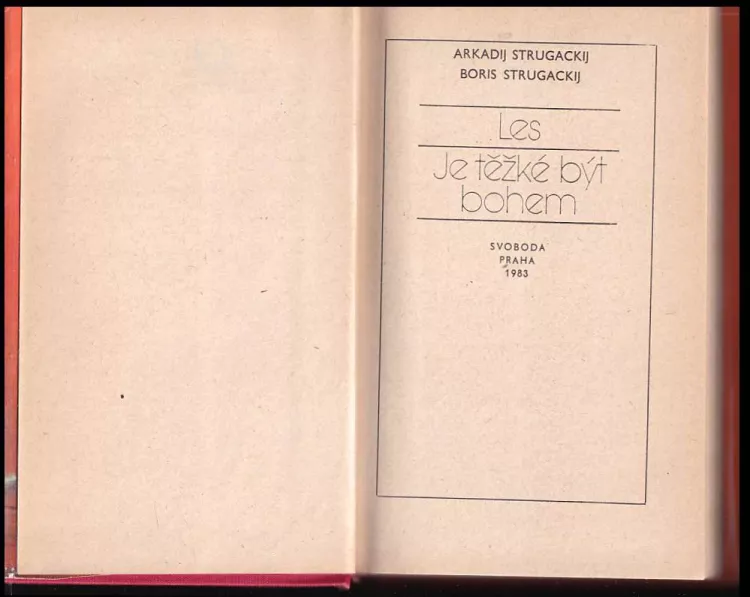 ARKADIJ STRUGACKIJ
BORIS STRUGACKIJ
Les
Je těžké být
bohem
SVOBODA
PRAHA
1983